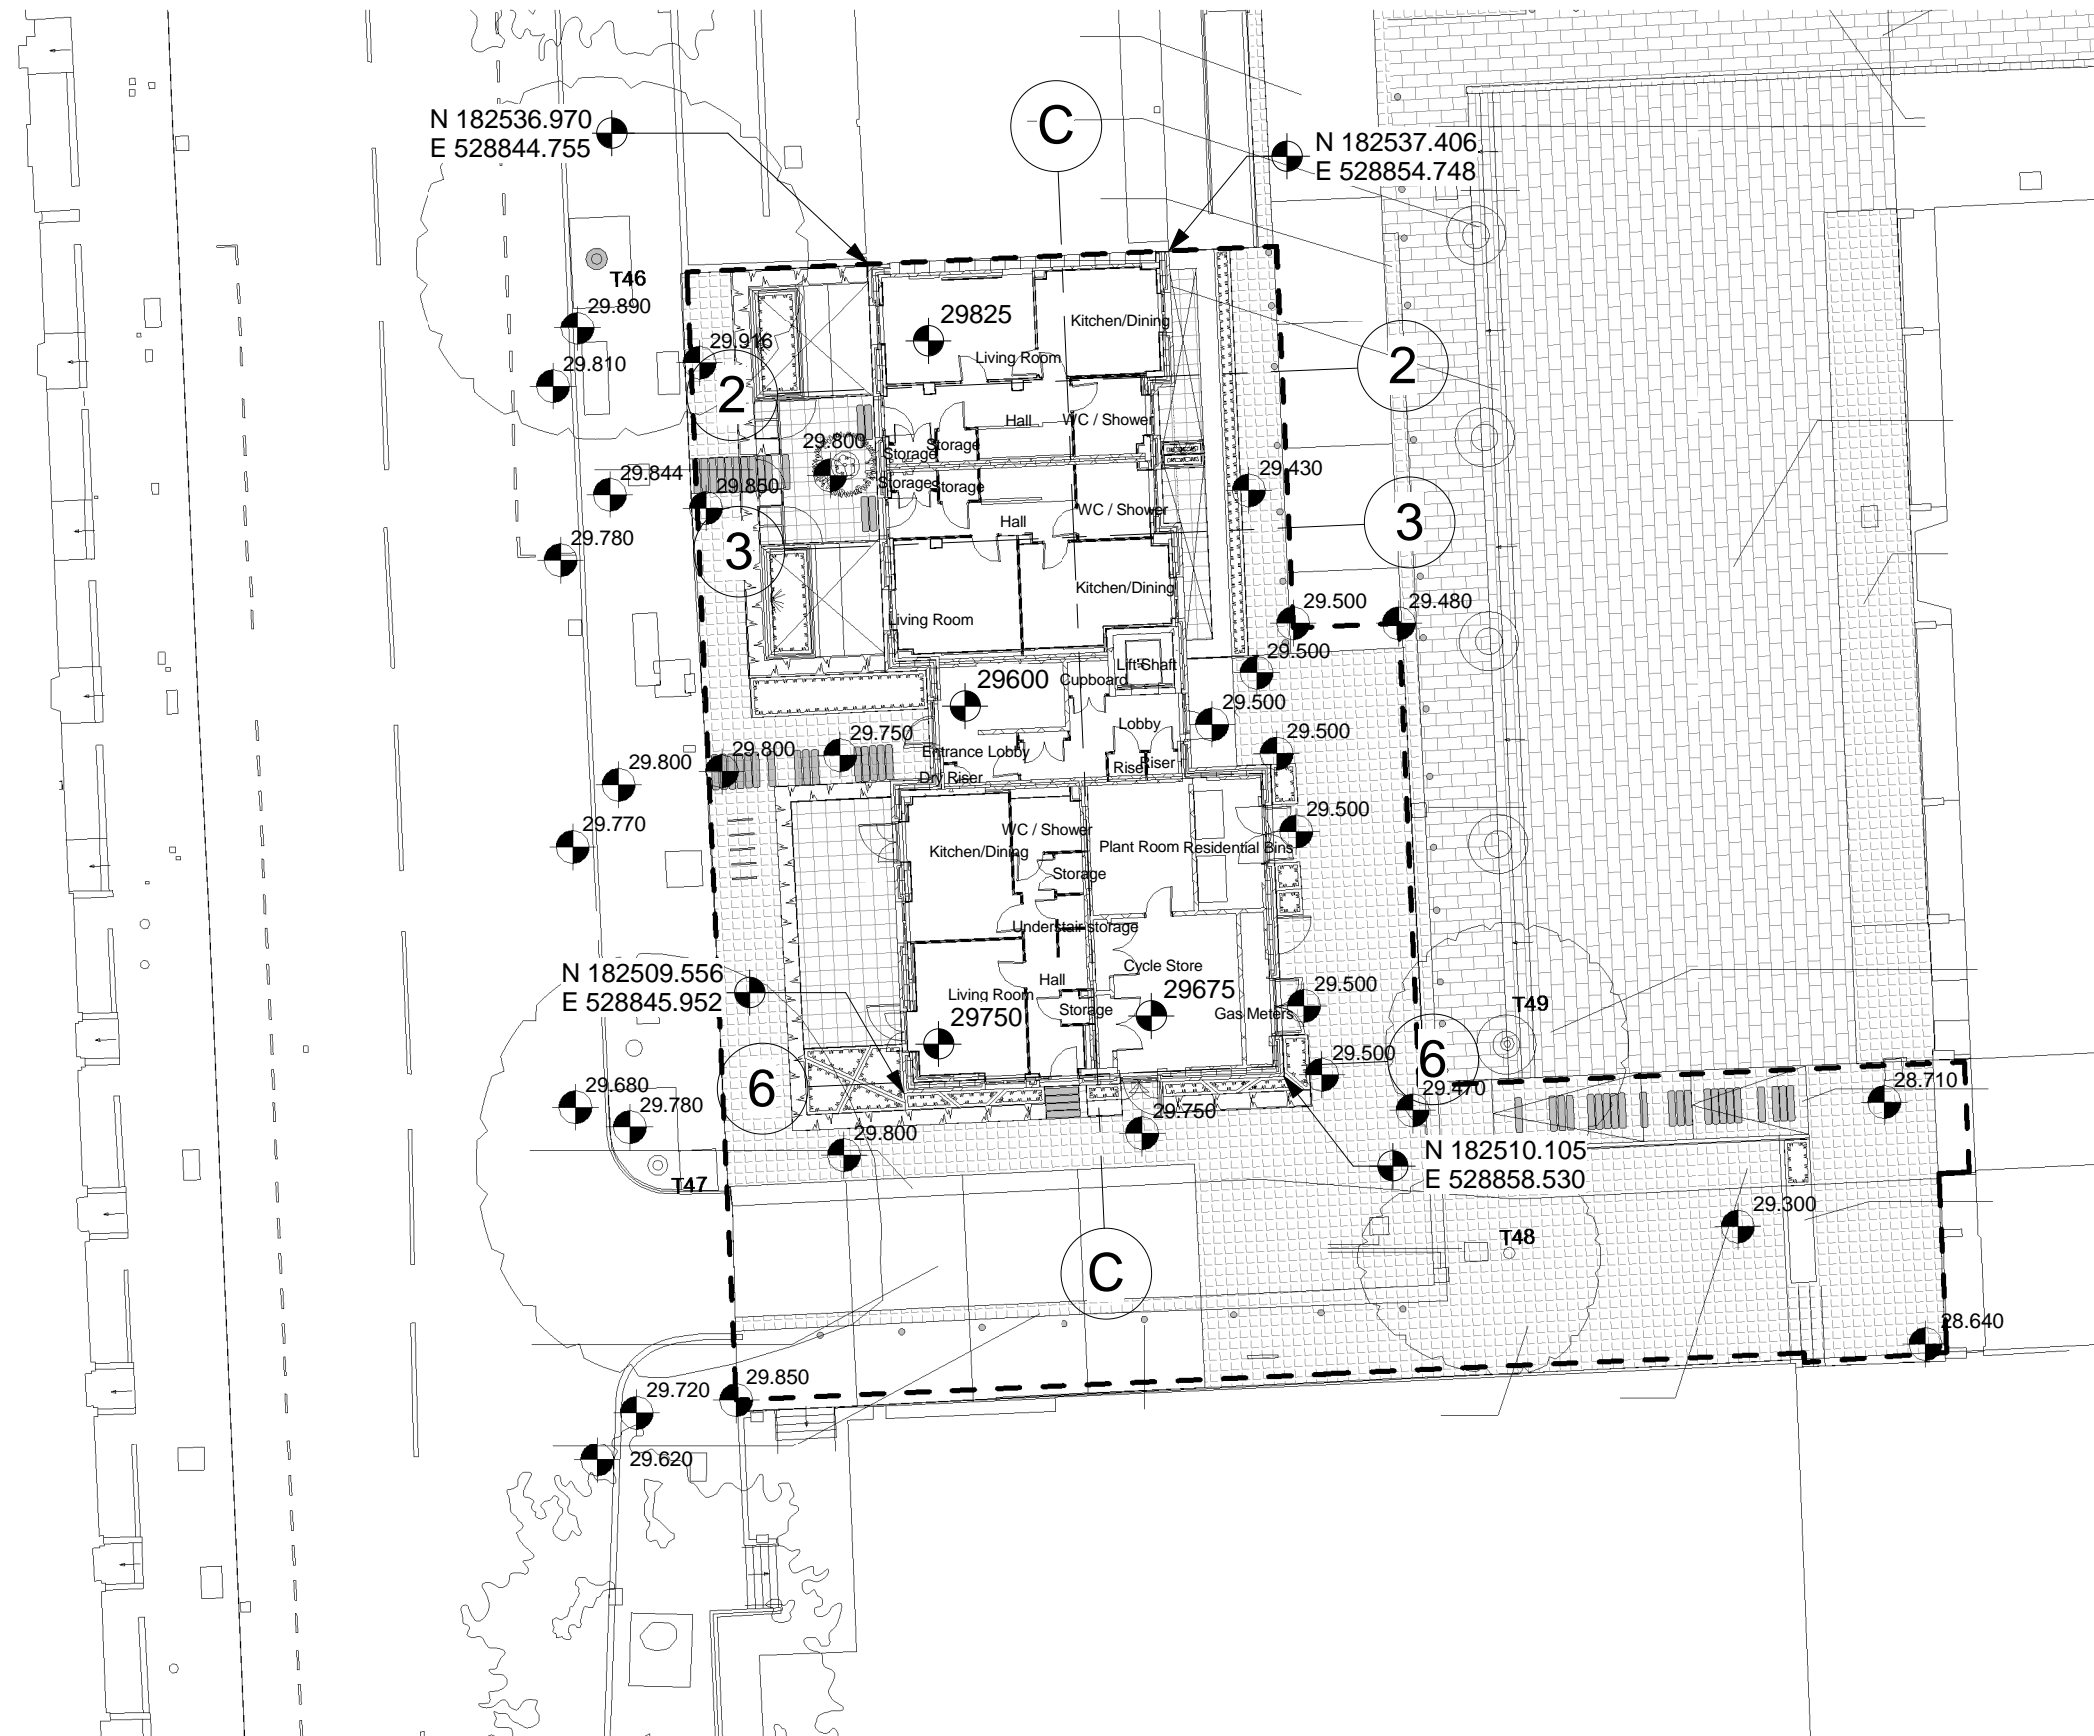 N 182536.970
E 528844.755
C
N 182537.406
E 528854.748
T46
29.890
29825
Kitchen/Dining
29.916
Living Room
29.810
2
2
Hall
WC / Shower
29.800
Storage
Storage
29.844
29.850
29.430
Storage
Storage
WC / Shower
Hall
3
3
29.780
Kitchen/Dining
29.500
29.480
Living Room
29.500
Lift Shaft
29600
Cupboard
29.500
Lobby
29.750
29.500
29.800
29.800
Entrance Lobby
Riser
Riser
Dry Riser
29.500
29.770
WC / Shower
Kitchen/Dining
Plant Room
Residential Bins
Storage
Understair storage
N 182509.556
E 528845.952
Cycle Store
Hall
29675
29.500
Living Room
29750
Storage
Gas Meters
T49
29.500
6
6
29.680
29.470
28.710
29.780
29.750
29.800
N 182510.105
E 528858.530
T47
29.300
T48
C
28.640
29.850
29.720
29.620